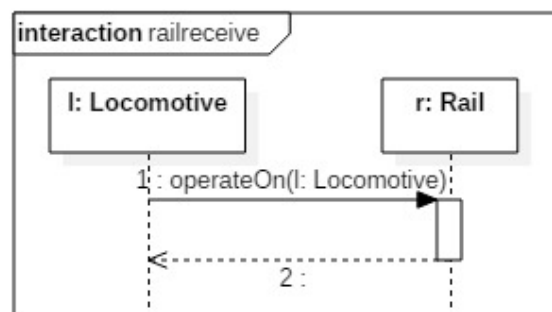 interaction railreceive
l: Locomotive
r: Rail
1 : operateOn(l: Locomotive)
2 :